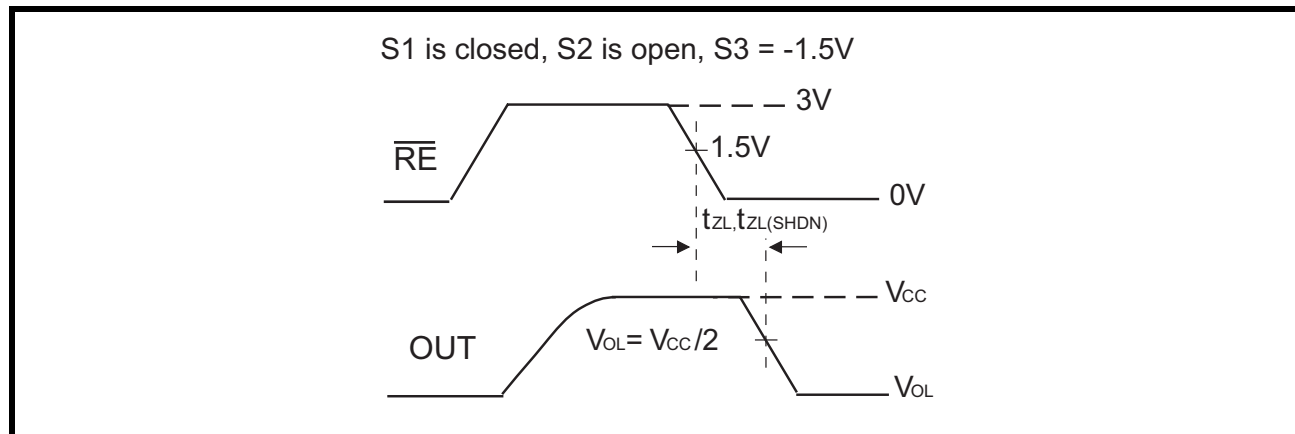 S1 is closed, S2 is open, S3 = -1.5V
3V
R̅E̅
1.5V
0V
tZL,tZL(SHDN)
VCC
OUT
VOL= VCC/2
VOL